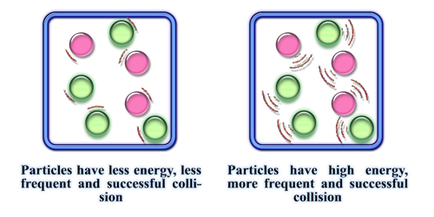 Particles have less energy, less
frequent and successful colli-
sion
Particles have high energy,
more frequent and successful
collision